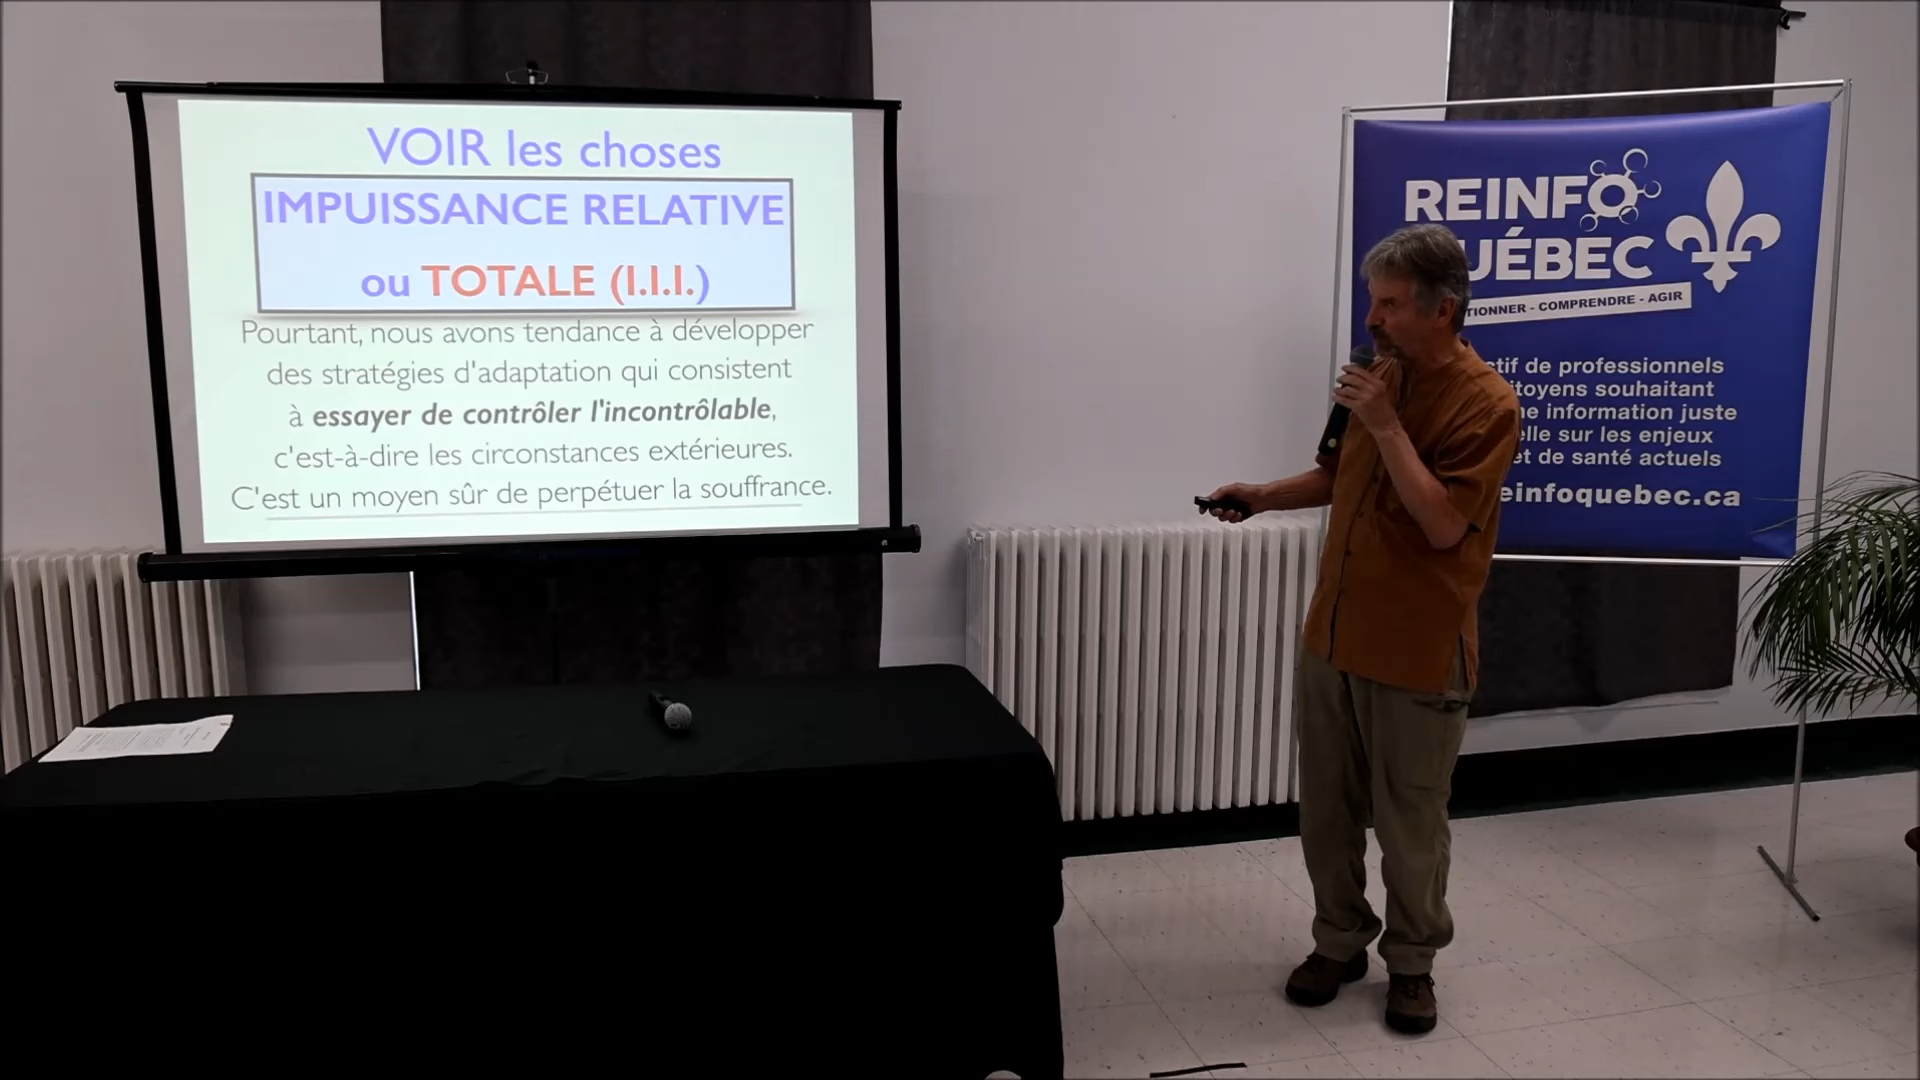 VOIR les choses
IMPUISSANCE RELATIVE
ou TOTALE (I.I.I.)
Pourtant, nous avons tendance à développer
des stratégies d'adaptation qui consistent
à essayer de contrôler l'incontrôlable,
c'est-à-dire les circonstances extérieures.
C'est un moyen sûr de perpétuer la souffrance.
REINFO
UÉBEC
TIONNER - COMPRENDRE - AGIR
ctif de professionnels
itoyens souhaitant
ne information juste
elle sur les enjeux
et de santé actuels
einfoquebec.ca